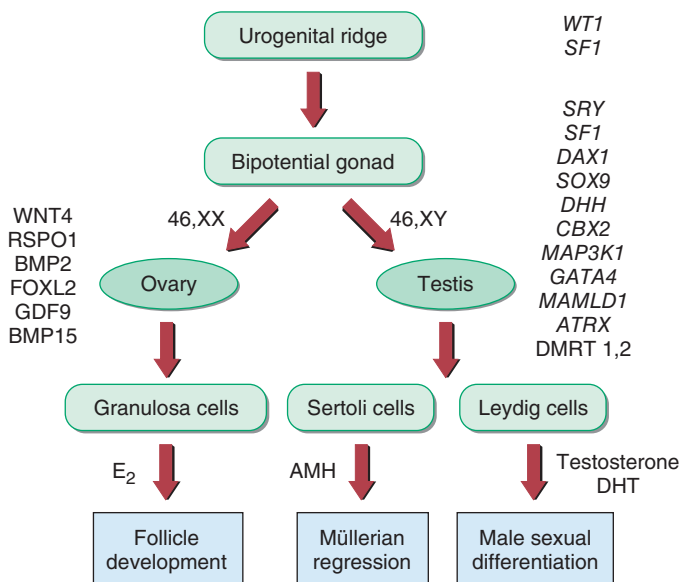 Urogenital ridge
WT1
SF1
Bipotential gonad
SRY
SF1
DAX1
SOX9
DHH
CBX2
MAP3K1
GATA4
MAMLD1
ATRX
DMRT 1,2
46,XX
46,XY
WNT4
RSPO1
BMP2
FOXL2
GDF9
BMP15
Ovary
Testis
Granulosa cells
Sertoli cells
Leydig cells
E₂
AMH
Testosterone
DHT
Follicle
development
Müllerian
regression
Male sexual
differentiation